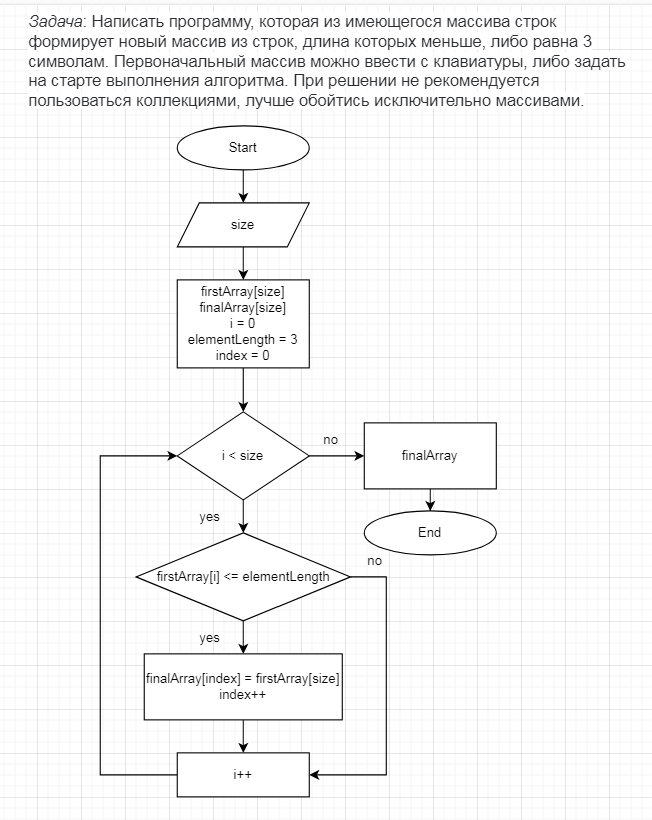 Задача: Написать программу, которая из имеющегося массива строк
формирует новый массив из строк, длина которых меньше, либо равна 3
символам. Первоначальный массив можно ввести с клавиатуры, либо задать
на старте выполнения алгоритма. При решении не рекомендуется
пользоваться коллекциями, лучше обойтись исключительно массивами.
Start
size
firstArray[size]
finalArray[size]
i = 0
elementLength = 3
index = 0
i < size
no
finalArray
End
yes
firstArray[i] <= elementLength
no
yes
finalArray[index] = firstArray[size]
index++
i++